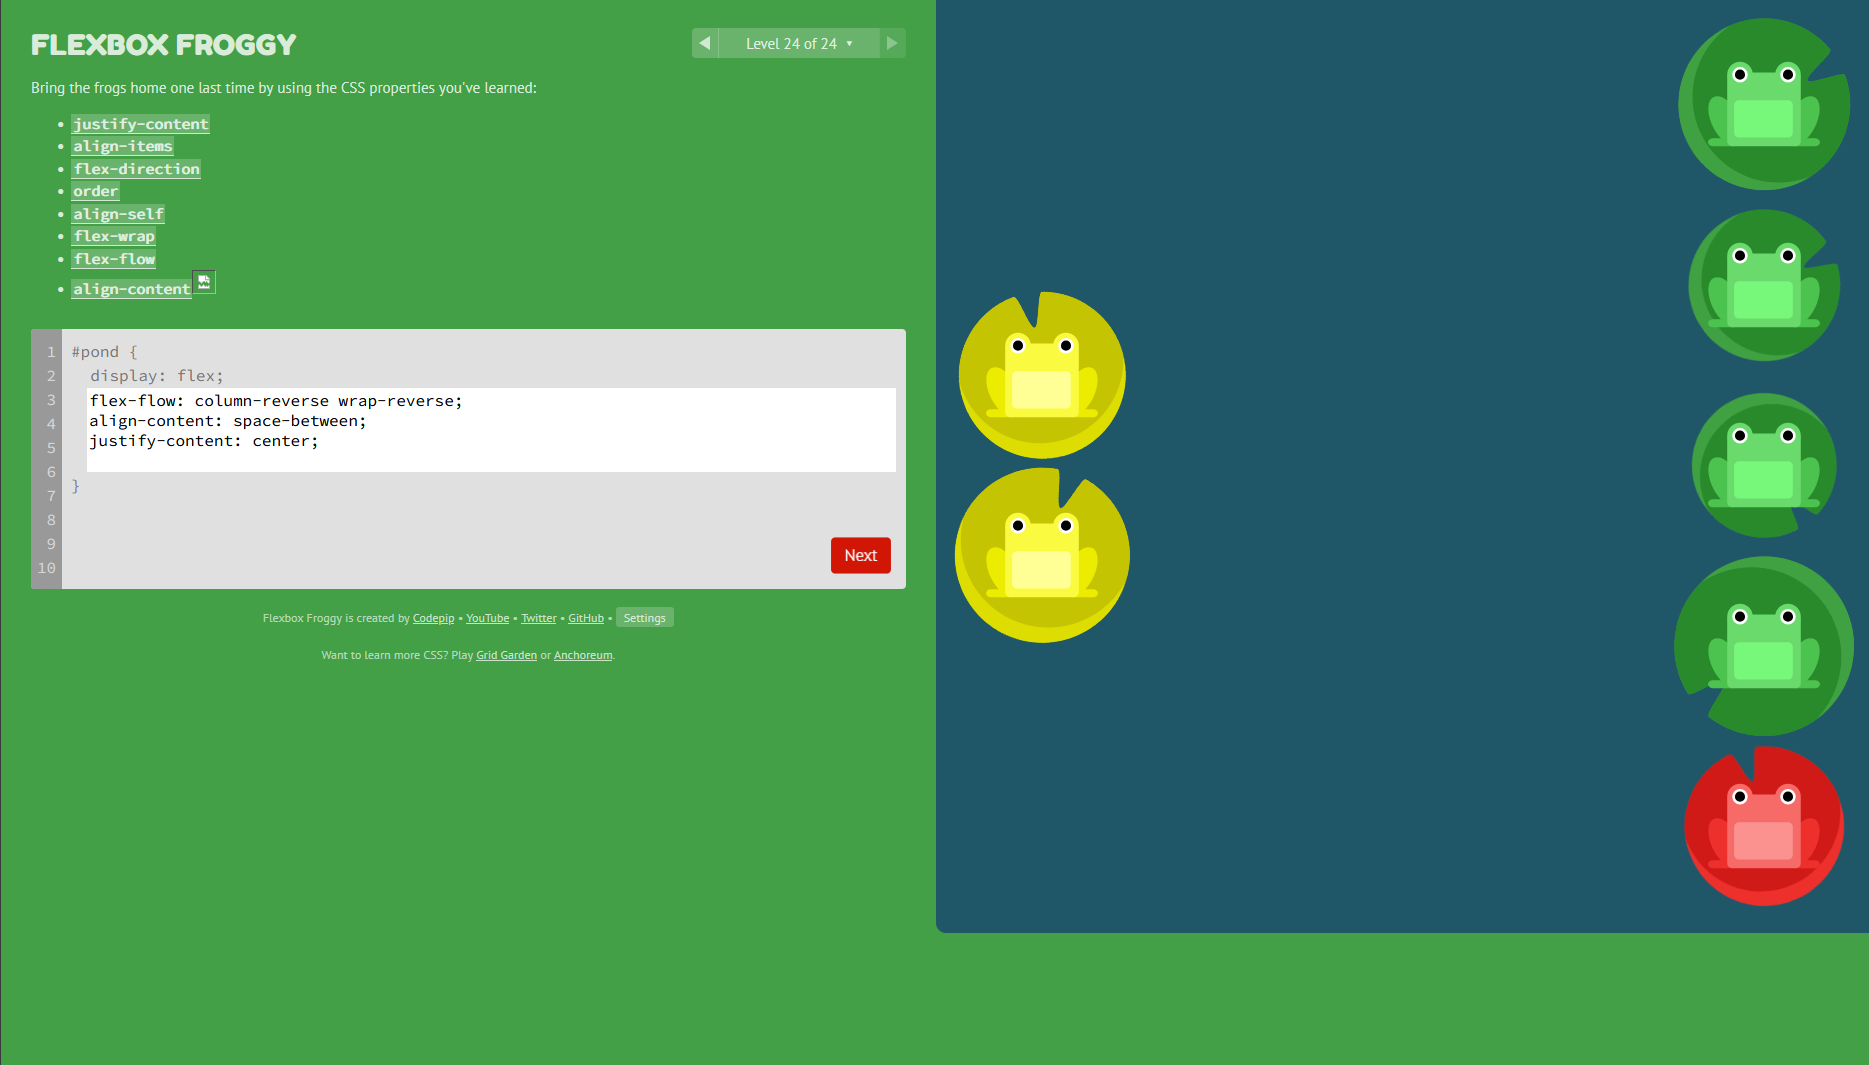 FLEXBOX FROGGY
Level 24 of 24 ▼
Bring the frogs home one last time by using the CSS properties you've learned:
• justify-content
• align-items
• flex-direction
• order
• align-self
• flex-wrap
• flex-flow
• align-content
1 #pond {
2 display: flex;
3 flex-flow: column-reverse wrap-reverse;
4 align-content: space-between;
5 justify-content: center;
6
7 }
8
9
10
Next
Flexbox Froggy is created by Codepip • YouTube • Twitter • GitHub • Settings
Want to learn more CSS? Play Grid Garden or Anchoreum.